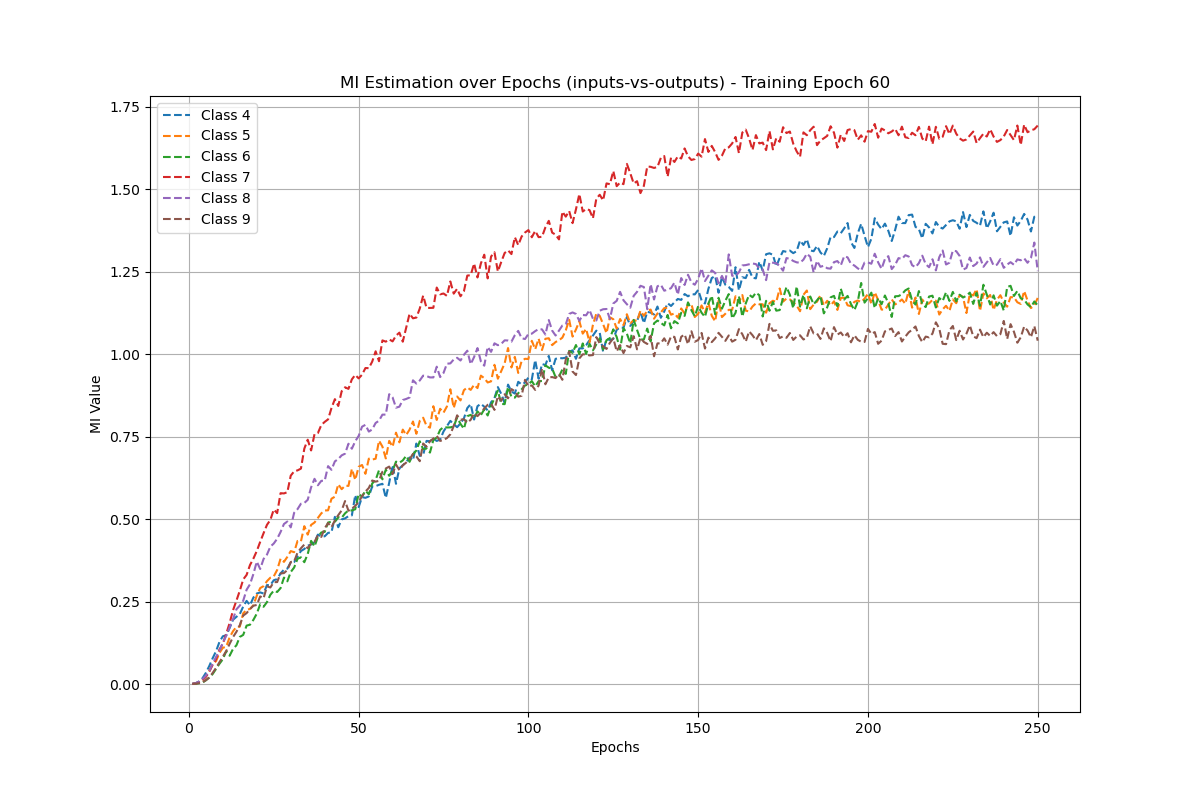 MI Estimation over Epochs (inputs-vs-outputs) - Training Epoch 60
Class 4
Class 5
Class 6
Class 7
Class 8
Class 9
1.75
1.50
1.25
1.00
0.75
0.50
0.25
0.00
MI Value
0 50 100 150 200 250
Epochs